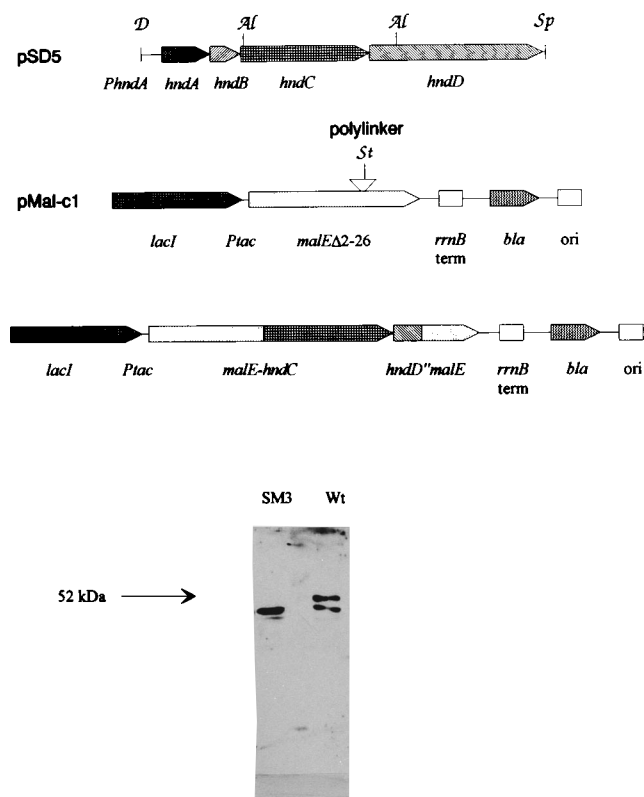 D Al Al Sp
pSD5
PhndA hndA hndB hndC hndD
polylinker
St
pMal-c1
lacI Ptac malEΔ2-26 rrnB term bla ori
lacI Ptac malE-hndC hndD"malE rrnB term bla ori
SM3 Wt
52 kDa